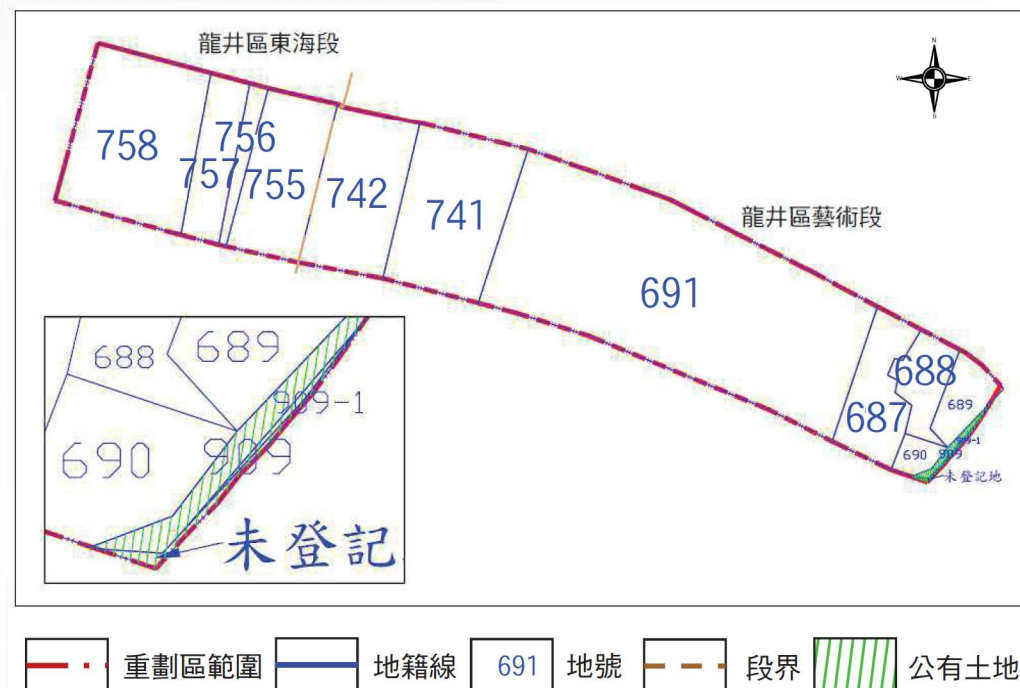 龍井區東海段
N
W
E
S
758
756
757
755
742
741
龍井區藝術段
691
688
689
687
909-1
690
909
未登記地
688
689
909-1
690
909
未登記
重劃區範圍
地籍線
691 地號
段界
公有土地